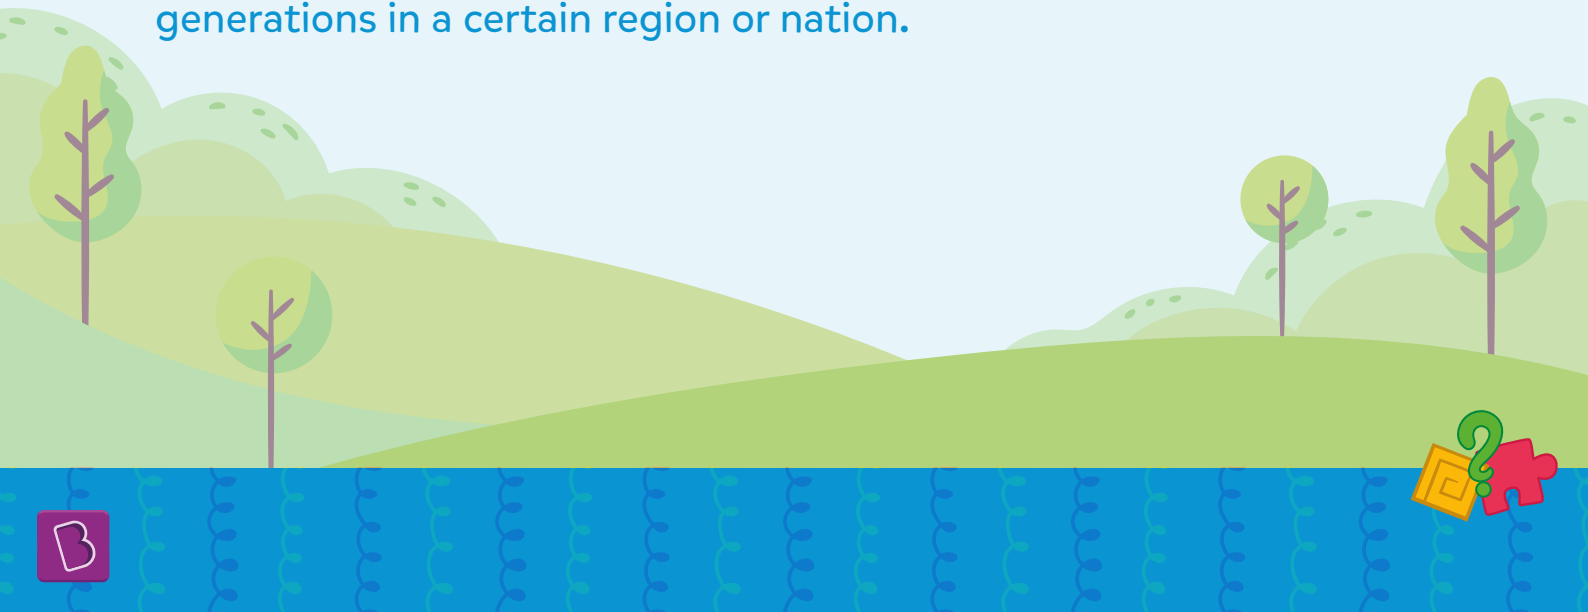 generations in a certain region or nation.
B